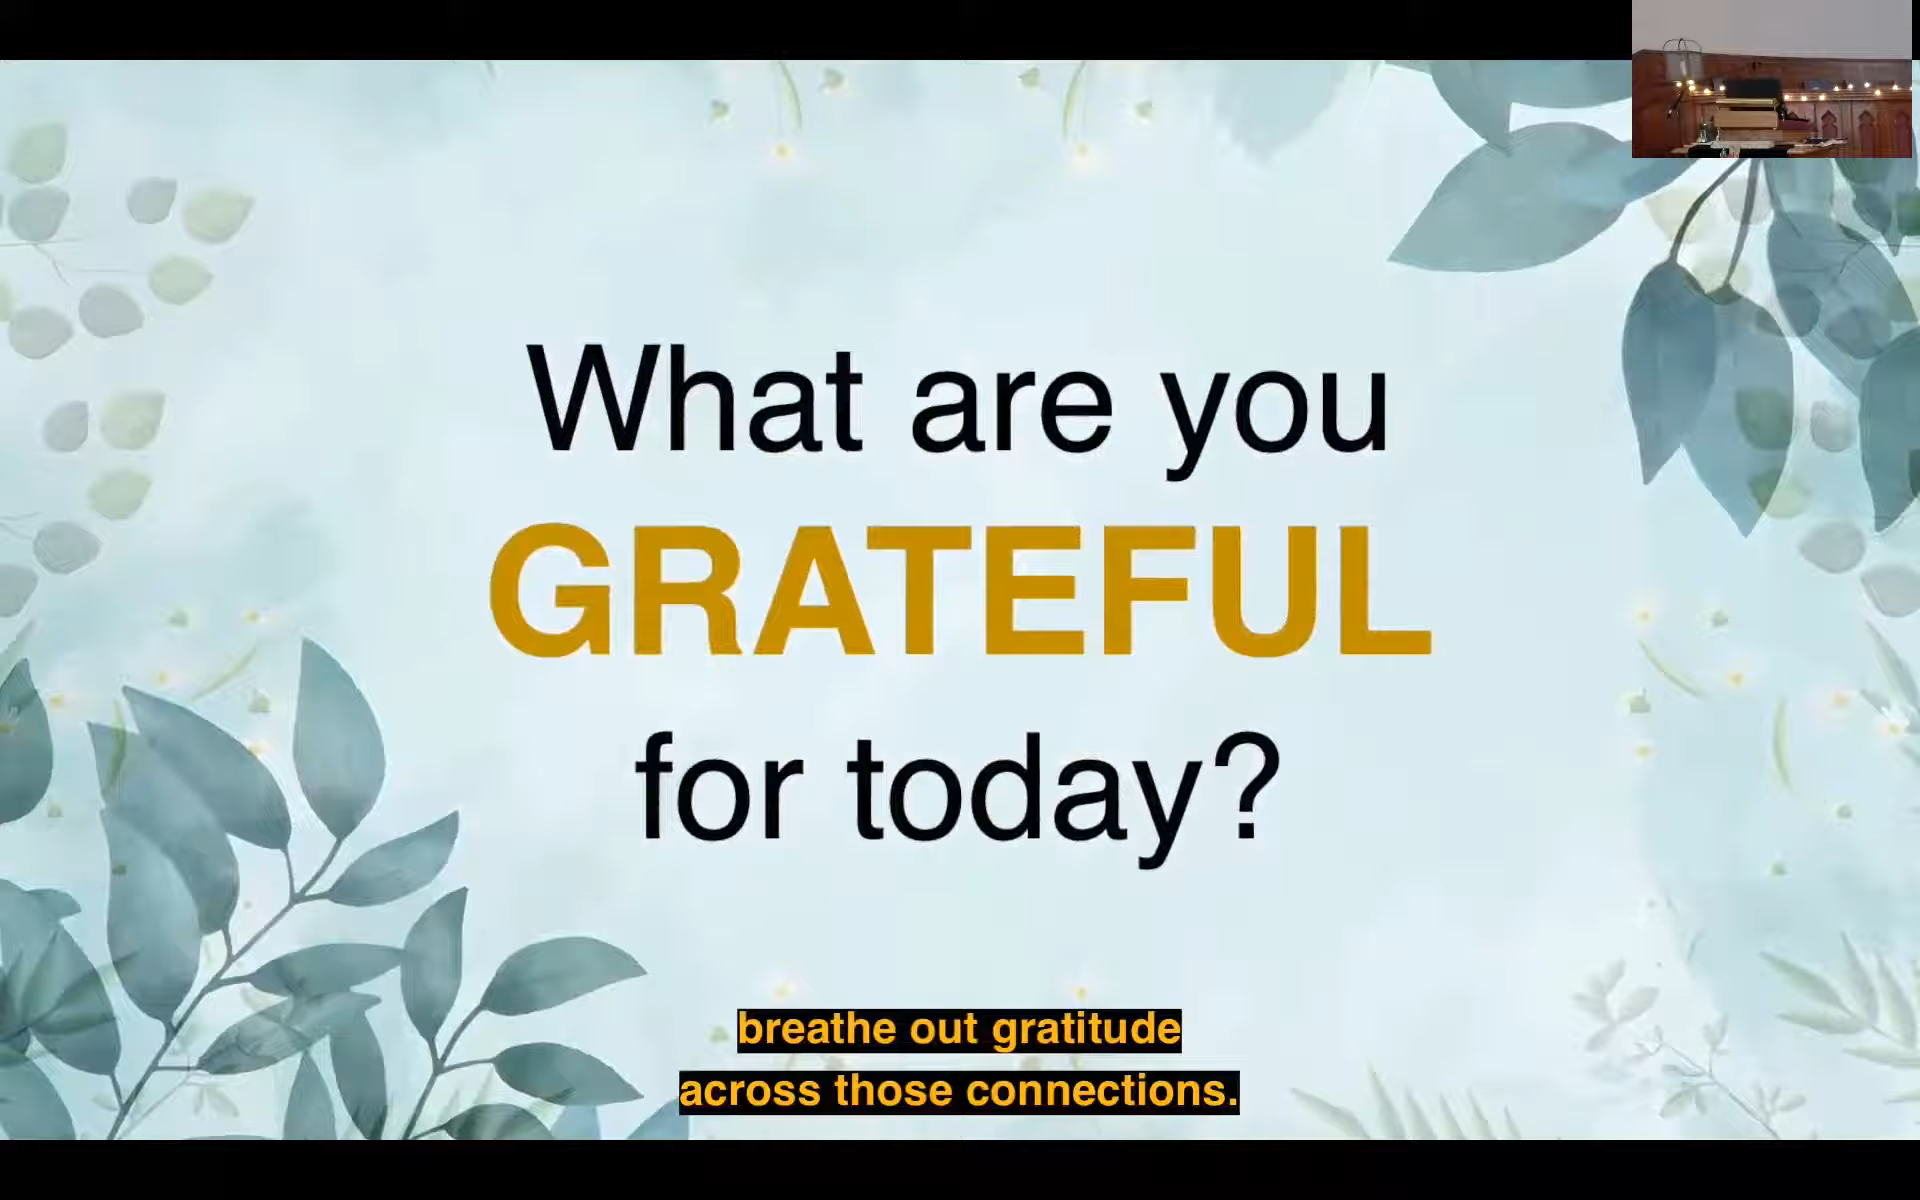 What are you
GRATEFUL
for today?
breathe out gratitude
across those connections.